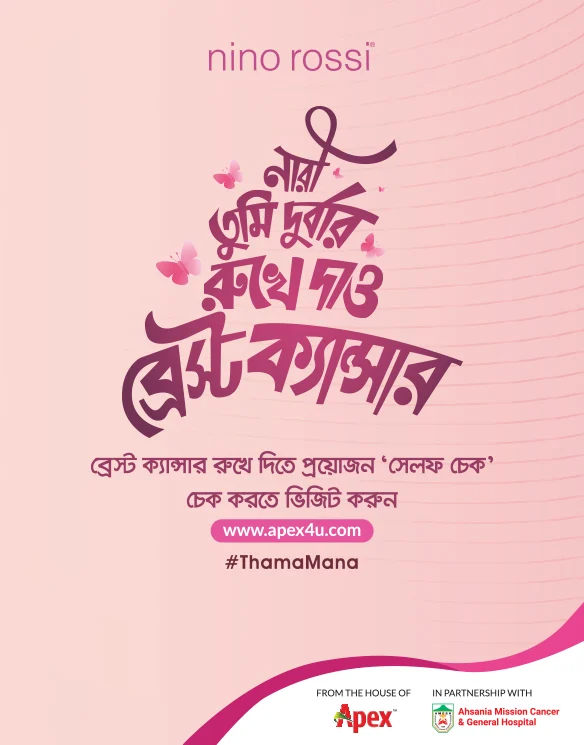 nino rossi®
নারী
তুমি দুর্বার
রুখে দাও
ব্রেস্ট ক্যান্সার
ব্রেস্ট ক্যান্সার রুখে দিতে প্রয়োজন ‘সেলফ চেক’
চেক করতে ভিজিট করুন
www.apex4u.com
#ThamaMana
FROM THE HOUSE OF
Apex™
IN PARTNERSHIP WITH
Ahsania Mission Cancer
& General Hospital